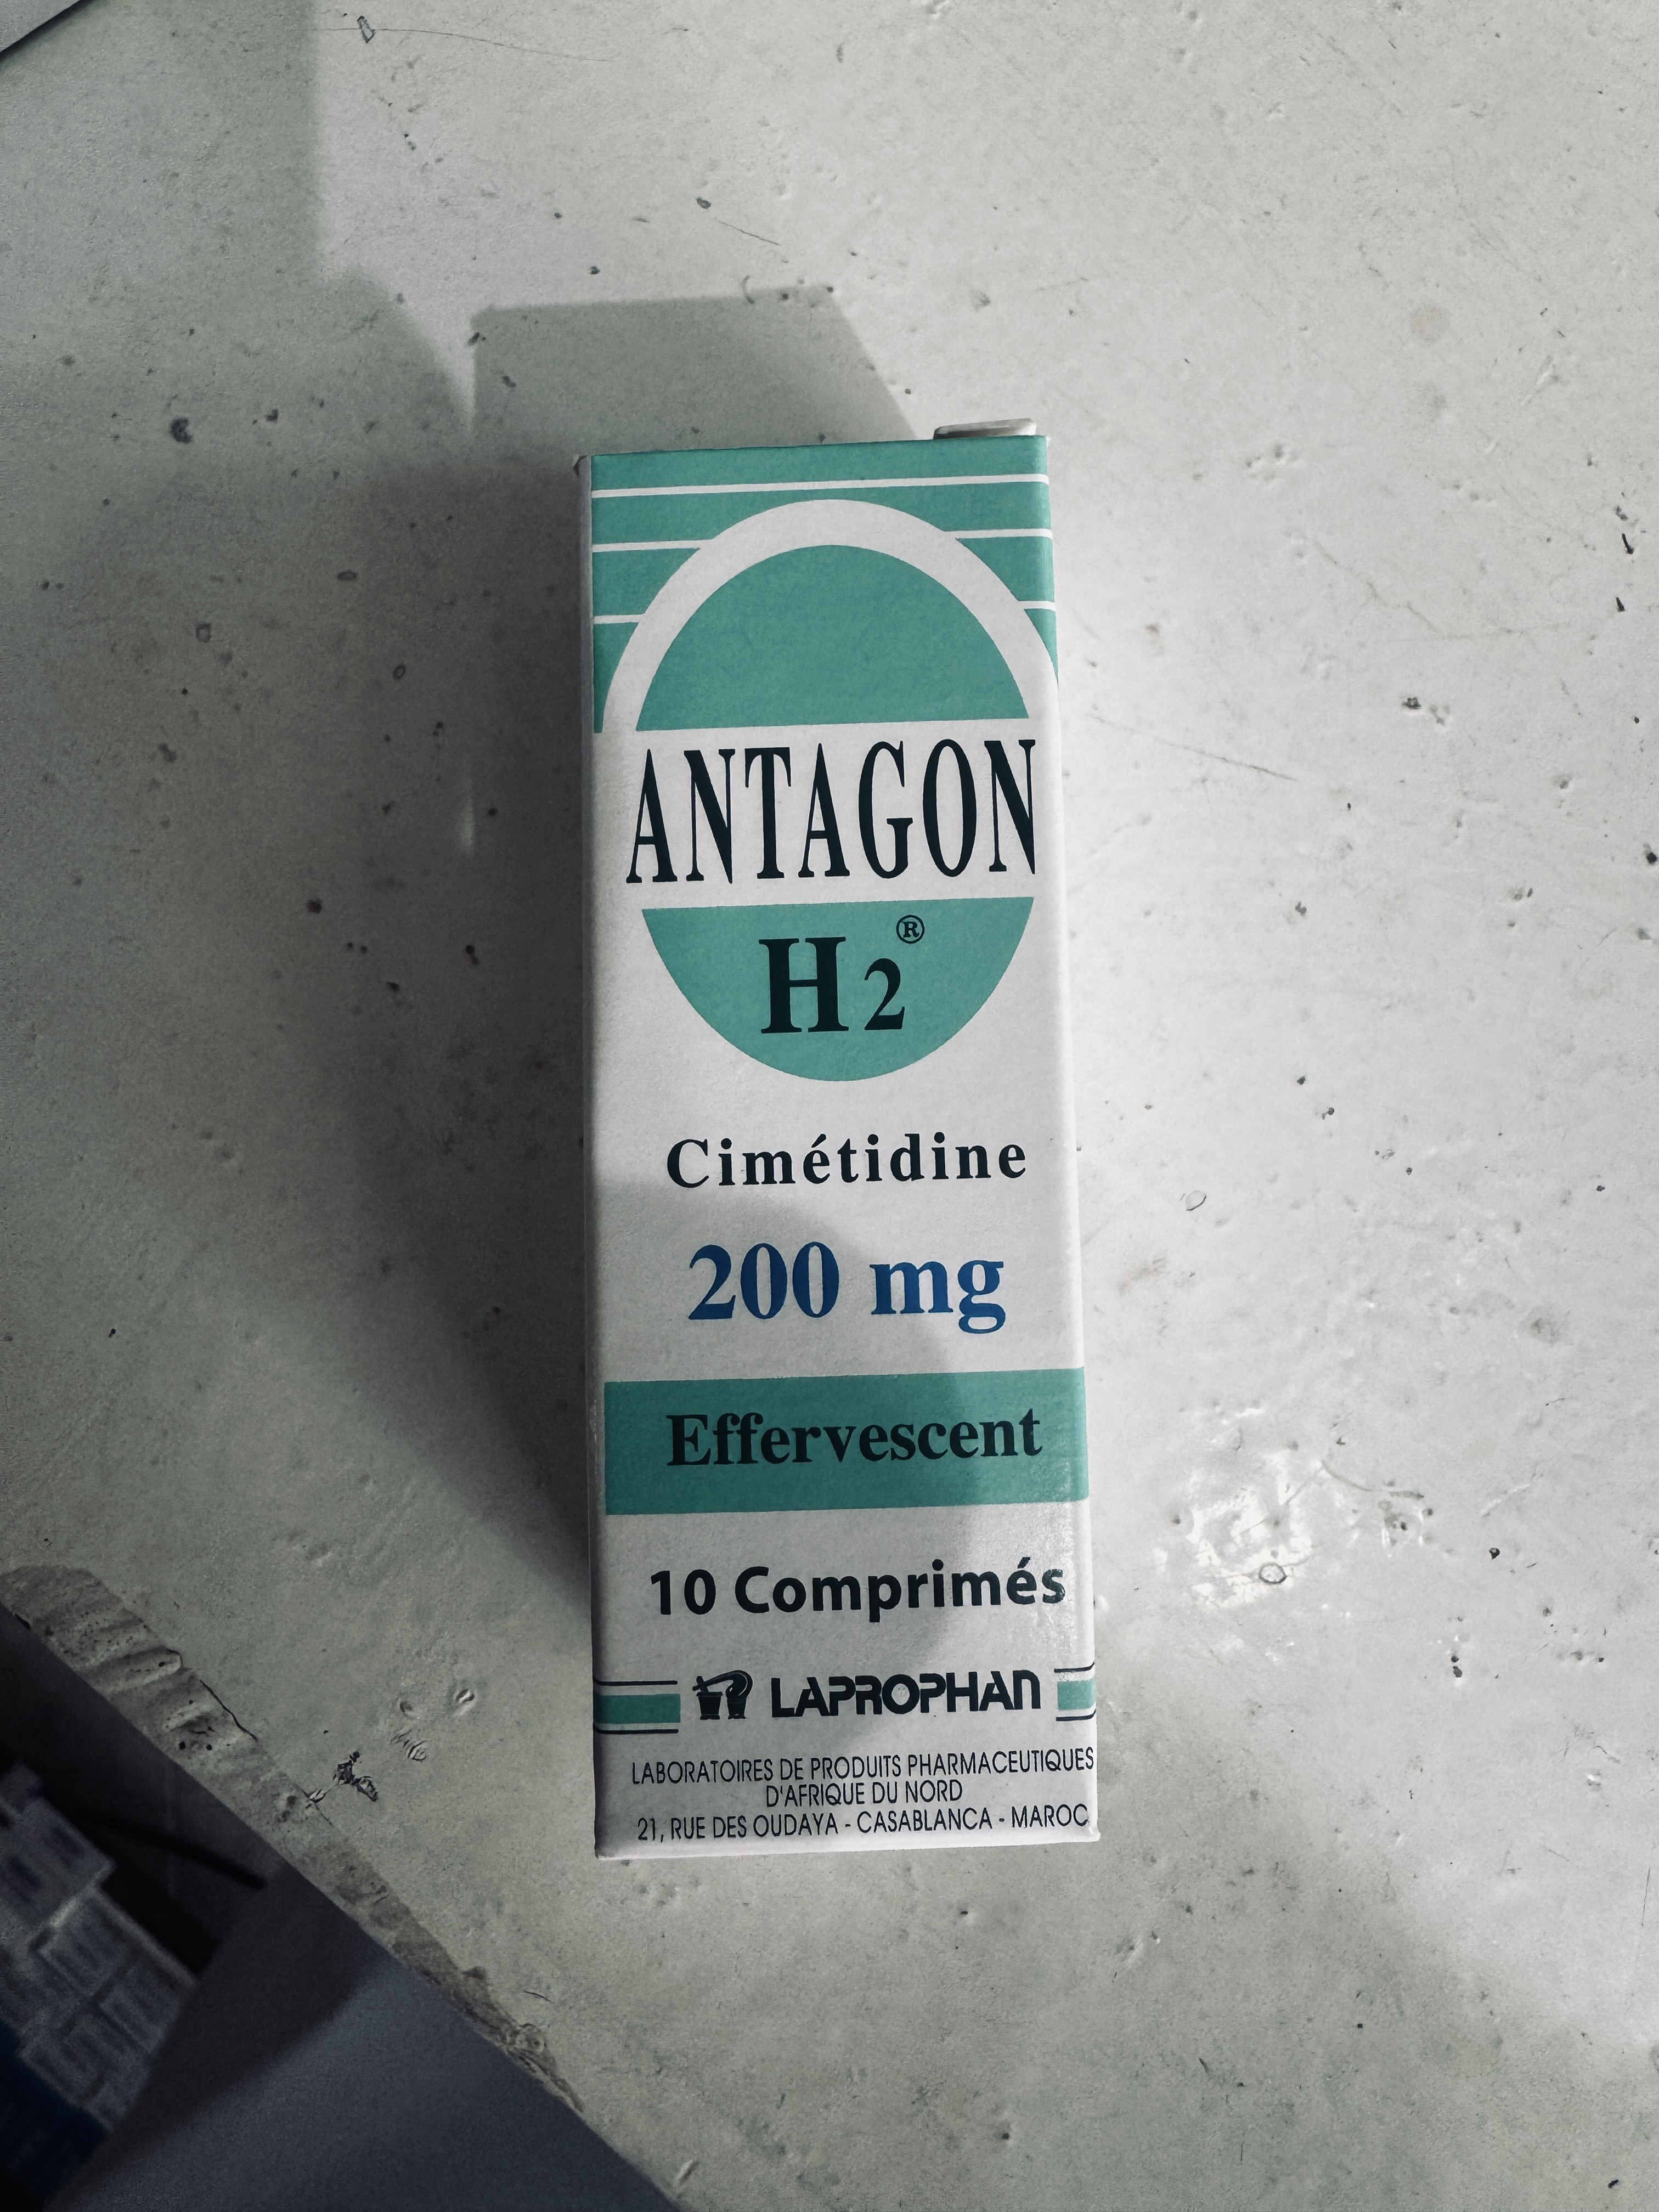 ANTAGON
H2®
Cimétidine
200 mg
Effervescent
10 Comprimés
LAPROPHAN
LABORATOIRES DE PRODUITS PHARMACEUTIQUES
D'AFRIQUE DU NORD
21, RUE DES OUDAYA - CASABLANCA - MAROC